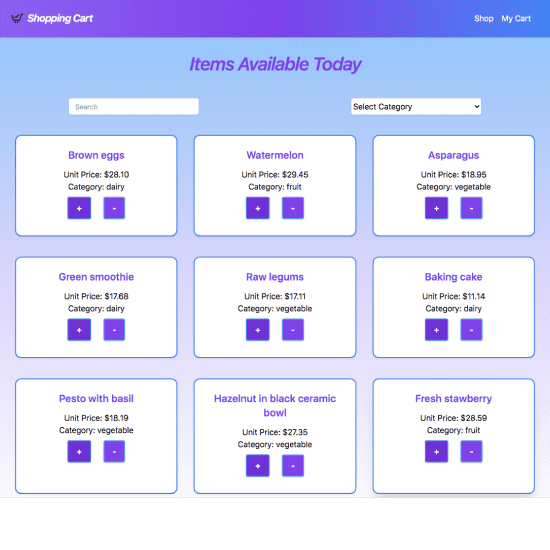 Shopping Cart
Shop
My Cart
Items Available Today
Search
Select Category
Brown eggs
Unit Price: $28.10
Category: dairy
+ -
Watermelon
Unit Price: $29.45
Category: fruit
+ -
Asparagus
Unit Price: $18.95
Category: vegetable
+ -
Green smoothie
Unit Price: $17.68
Category: dairy
+ -
Raw legums
Unit Price: $17.11
Category: vegetable
+ -
Baking cake
Unit Price: $11.14
Category: dairy
+ -
Pesto with basil
Unit Price: $18.19
Category: vegetable
+ -
Hazelnut in black ceramic
bowl
Unit Price: $27.35
Category: vegetable
+ -
Fresh stawberry
Unit Price: $28.59
Category: fruit
+ -